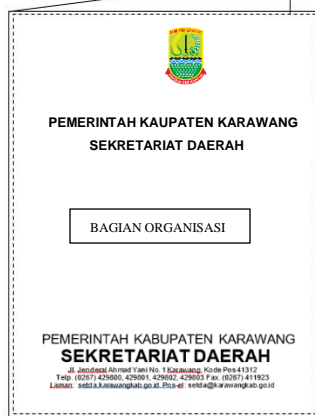 PEMERINTAH KAUPATEN KARAWANG
SEKRETARIAT DAERAH
BAGIAN ORGANISASI
PEMERINTAH KABUPATEN KARAWANG
SEKRETARIAT DAERAH
Jl. Jenderal Ahmad Yani No. 1 Karawang, Kode Pos 41312
Telp. (0267) 429800, 429801, 429802, 429803 Fax. (0267) 411923
Laman: setda.karawangkab.go.id, Pos-el: setda@karawangkab.go.id